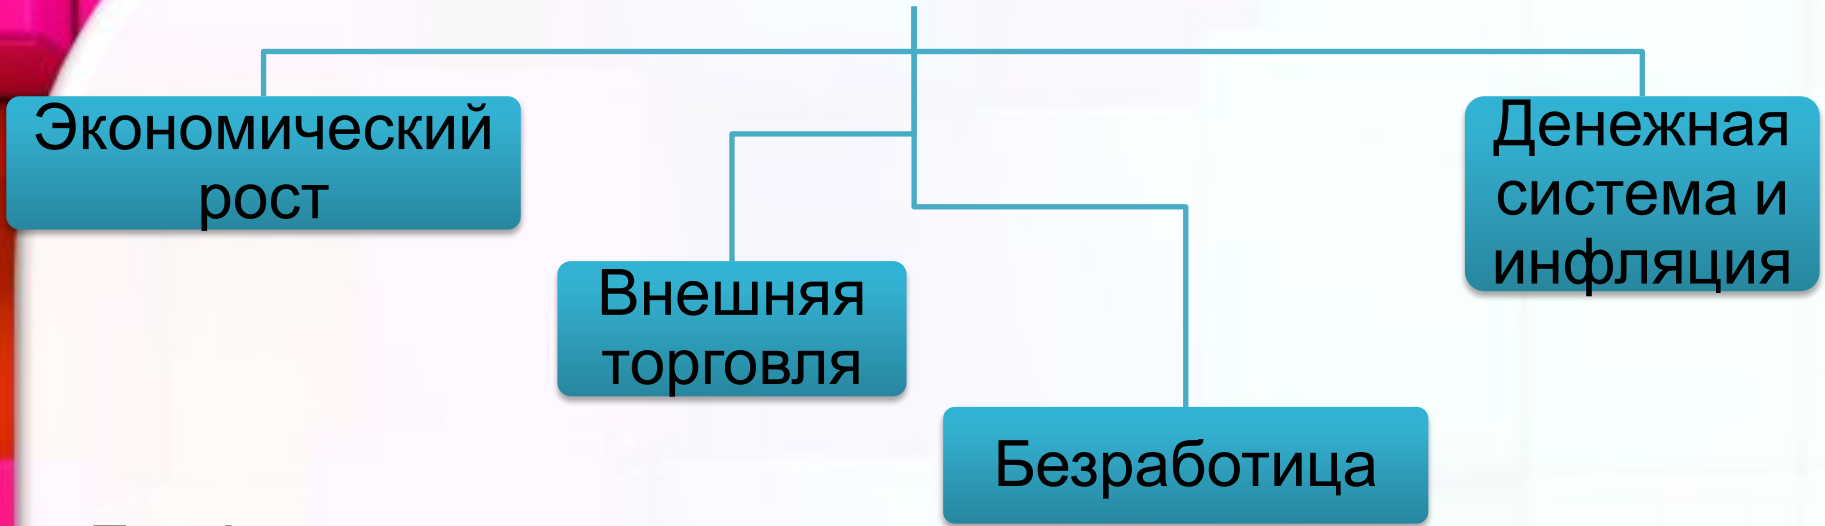 Экономический
рост
Внешняя
торговля
Безработица
Денежная
система и
инфляция